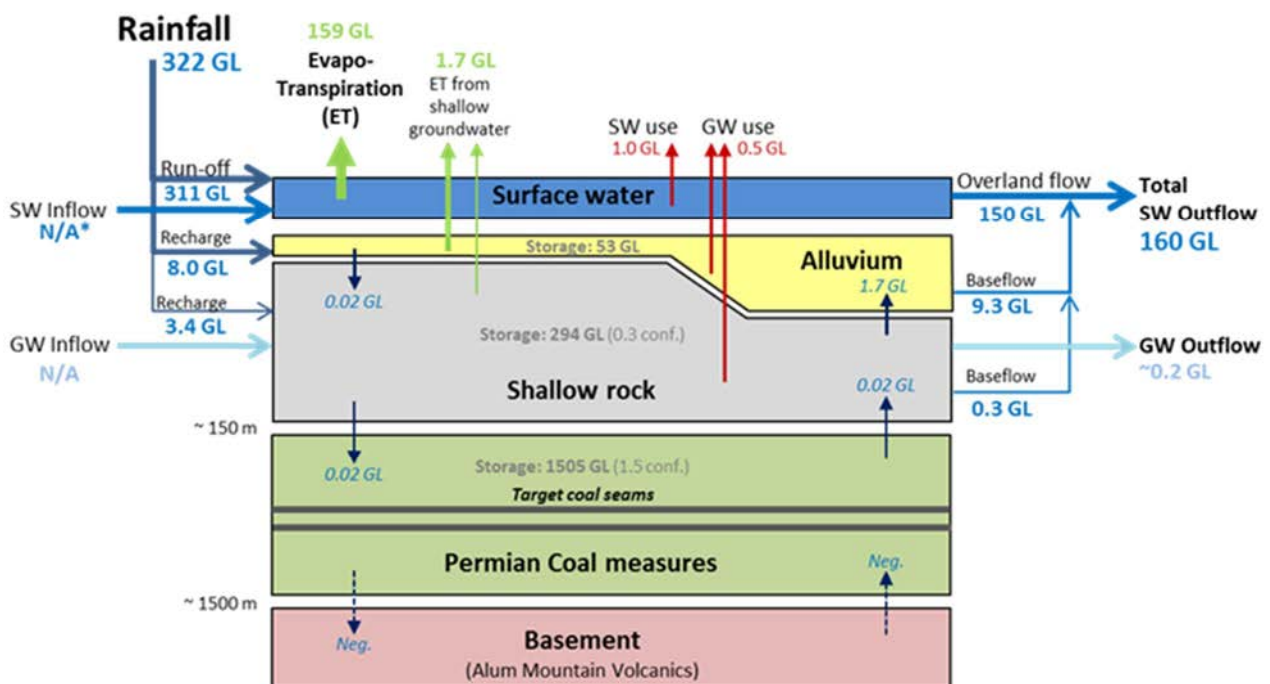 Rainfall
322 GL
159 GL
Evapo-
Transpiration
(ET)
1.7 GL
ET from
shallow
groundwater
SW use
1.0 GL
GW use
0.5 GL
Run-off
311 GL
SW Inflow
N/A*
Surface water
Overland flow
150 GL
Total
SW Outflow
160 GL
Recharge
8.0 GL
Storage: 53 GL
Alluvium
0.02 GL
1.7 GL
Baseflow
9.3 GL
Recharge
3.4 GL
GW Inflow
N/A
Storage: 294 GL (0.3 conf.)
Shallow rock
GW Outflow
~0.2 GL
0.02 GL
Baseflow
0.3 GL
~ 150 m
0.02 GL
Storage: 1505 GL (1.5 conf.)
Target coal seams
Permian Coal measures
Neg.
~ 1500 m
Neg.
Basement
(Alum Mountain Volcanics)